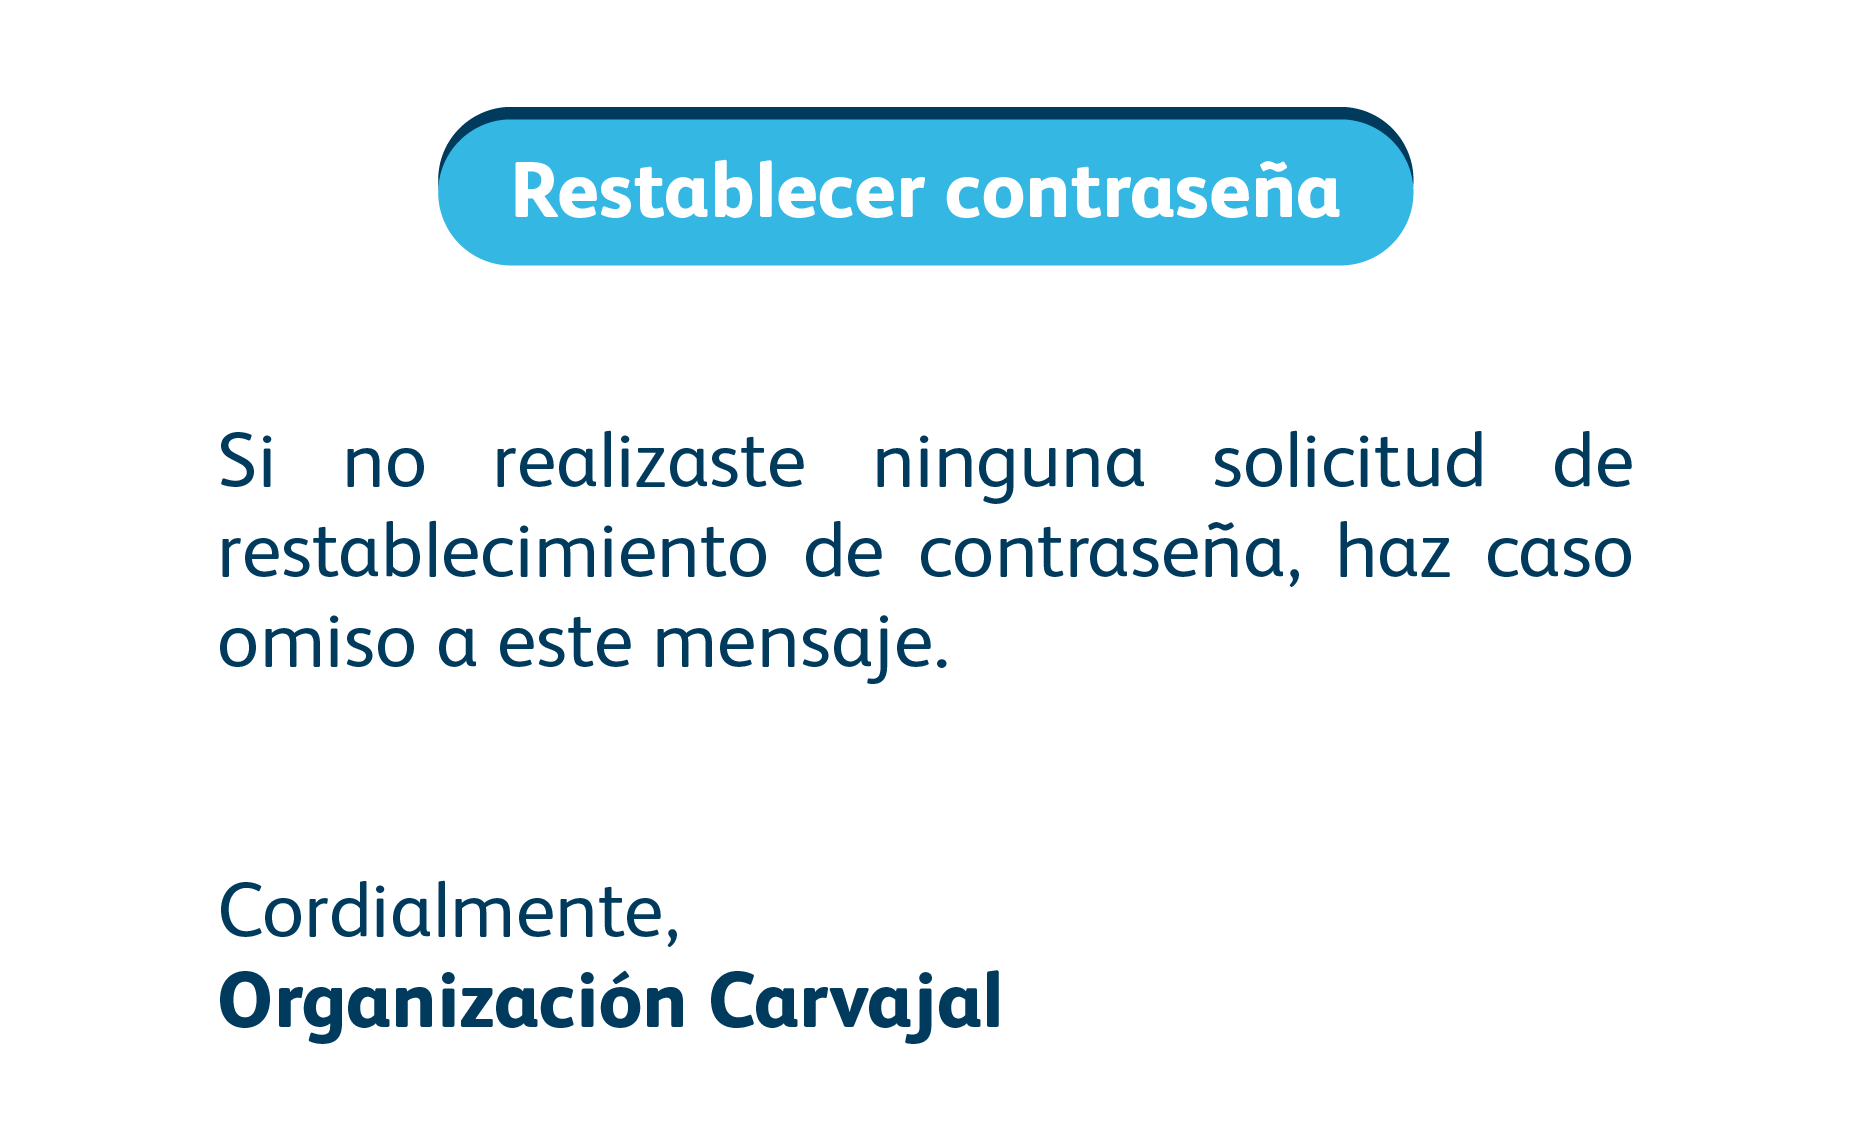 Restablecer contraseña
Si no realizaste ninguna solicitud de
restablecimiento de contraseña, haz caso
omiso a este mensaje.
Cordialmente,
Organización Carvajal